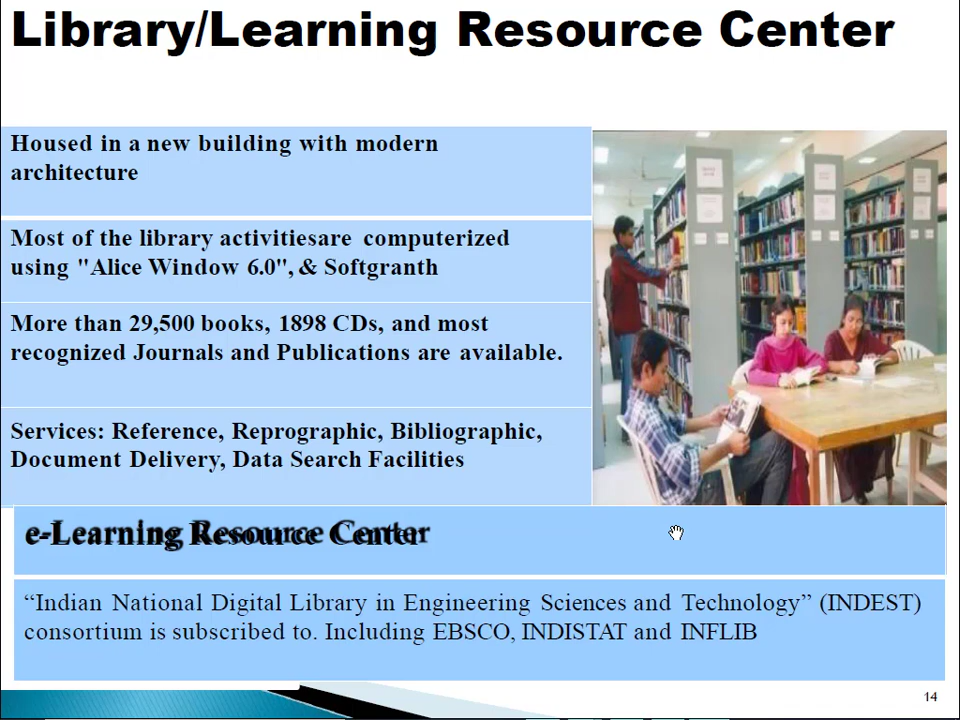 Library/Learning Resource Center
Housed in a new building with modern
architecture
Most of the library activitiesare computerized
using "Alice Window 6.0", & Softgranth
More than 29,500 books, 1898 CDs, and most
recognized Journals and Publications are available.
Services: Reference, Reprographic, Bibliographic,
Document Delivery, Data Search Facilities
e-Learning Resource Center
“Indian National Digital Library in Engineering Sciences and Technology” (INDEST)
consortium is subscribed to. Including EBSCO, INDISTAT and INFLIB
14